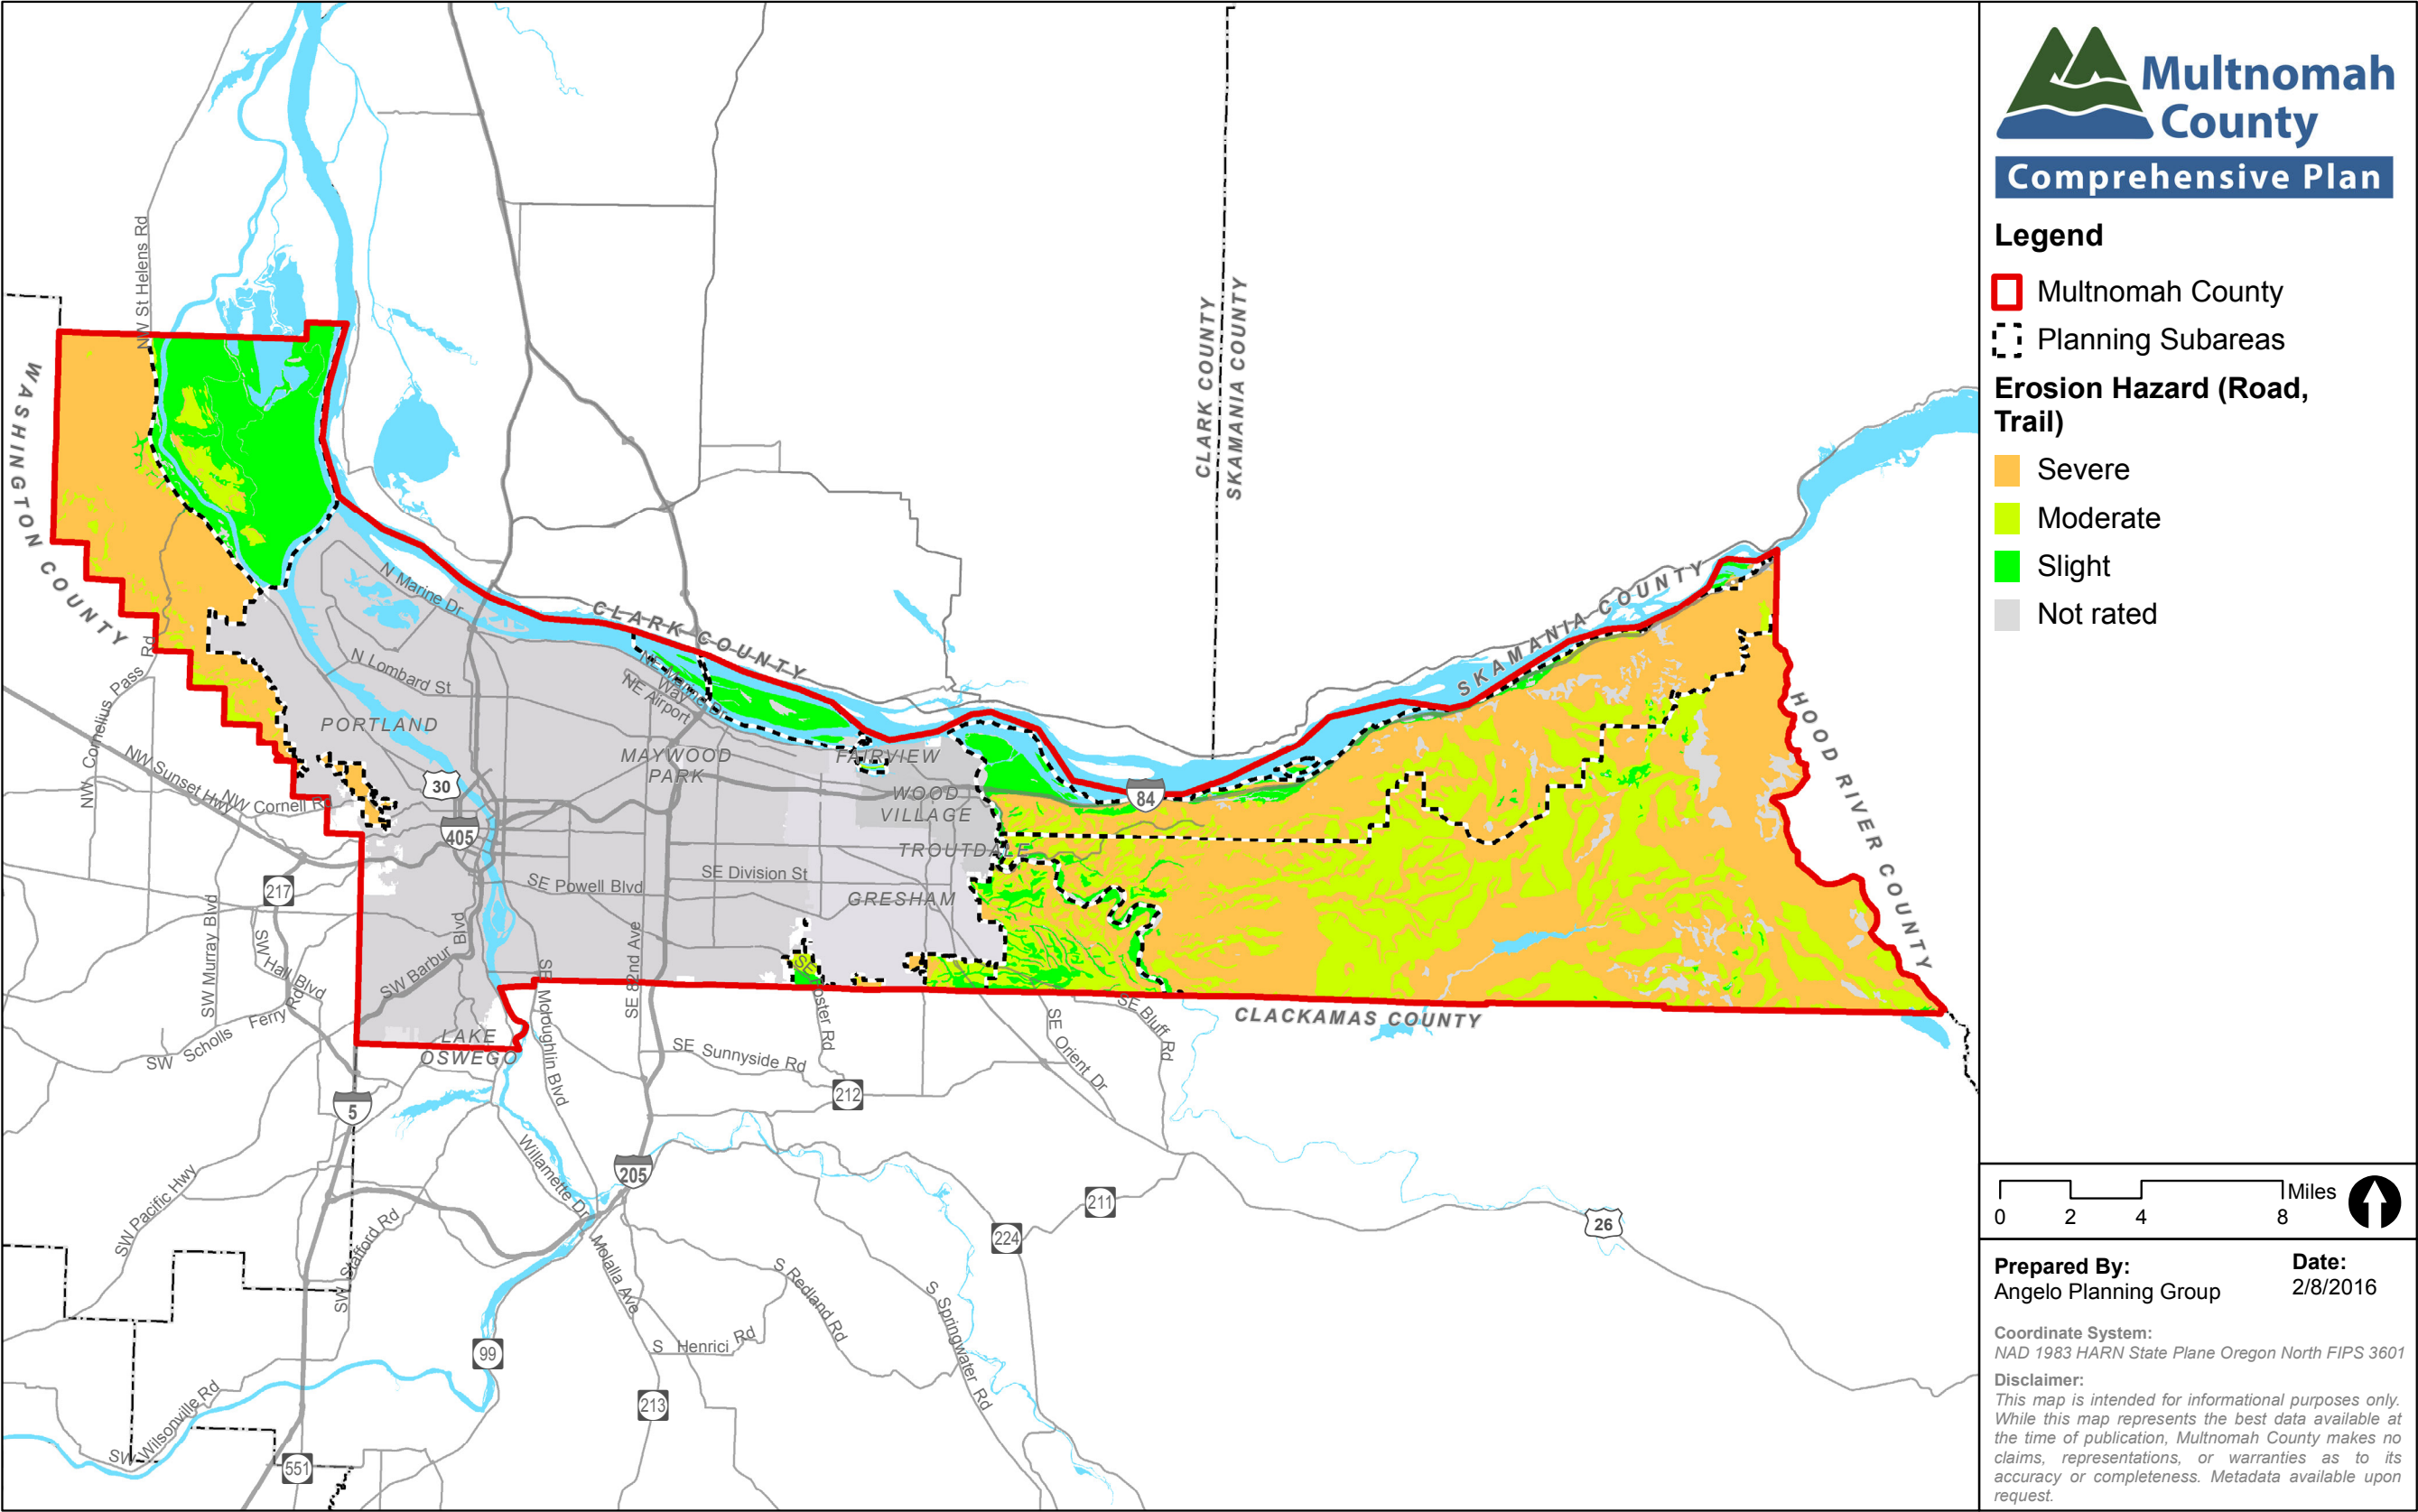 Multnomah
County
Comprehensive Plan
Legend
Multnomah County
Planning Subareas
Erosion Hazard (Road,
Trail)
Severe
Moderate
Slight
Not rated
Miles
0 2 4 8
Prepared By:
Angelo Planning Group
Date:
2/8/2016
Coordinate System:
NAD 1983 HARN State Plane Oregon North FIPS 3601
Disclaimer:
This map is intended for informational purposes only.
While this map represents the best data available at
the time of publication, Multnomah County makes no
claims, representations, or warranties as to its
accuracy or completeness. Metadata available upon
request.
NW St Helens Rd
WASHINGTON COUNTY
CLARK COUNTY
SKAMANIA COUNTY
CLARK COUNTY
SKAMANIA COUNTY
HOOD RIVER COUNTY
CLACKAMAS COUNTY
N Marine Dr
N Lombard St
NE Marine Dr
NE Airport Way
NW Cornelius Pass Rd
NW Sunset Hwy
NW Cornell Rd
PORTLAND
MAYWOOD
PARK
FAIRVIEW
WOOD
VILLAGE
TROUTDALE
GRESHAM
LAKE
OSWEGO
30
405
84
217
5
205
212
224
211
26
99
213
551
SE Powell Blvd
SE Division St
SE 82nd Ave
SW Murray Blvd
SW Hall Blvd
SW Scholls Ferry Rd
SW Barbur Blvd
SE Mcloughlin Blvd
SE Foster Rd
SE Sunnyside Rd
SE Orient Dr
SE Bluff Rd
Willamette Dr
SW Pacific Hwy
SW Stafford Rd
Molalla Ave
S Redland Rd
S Henrici Rd
S Springwater Rd
SW Wilsonville Rd